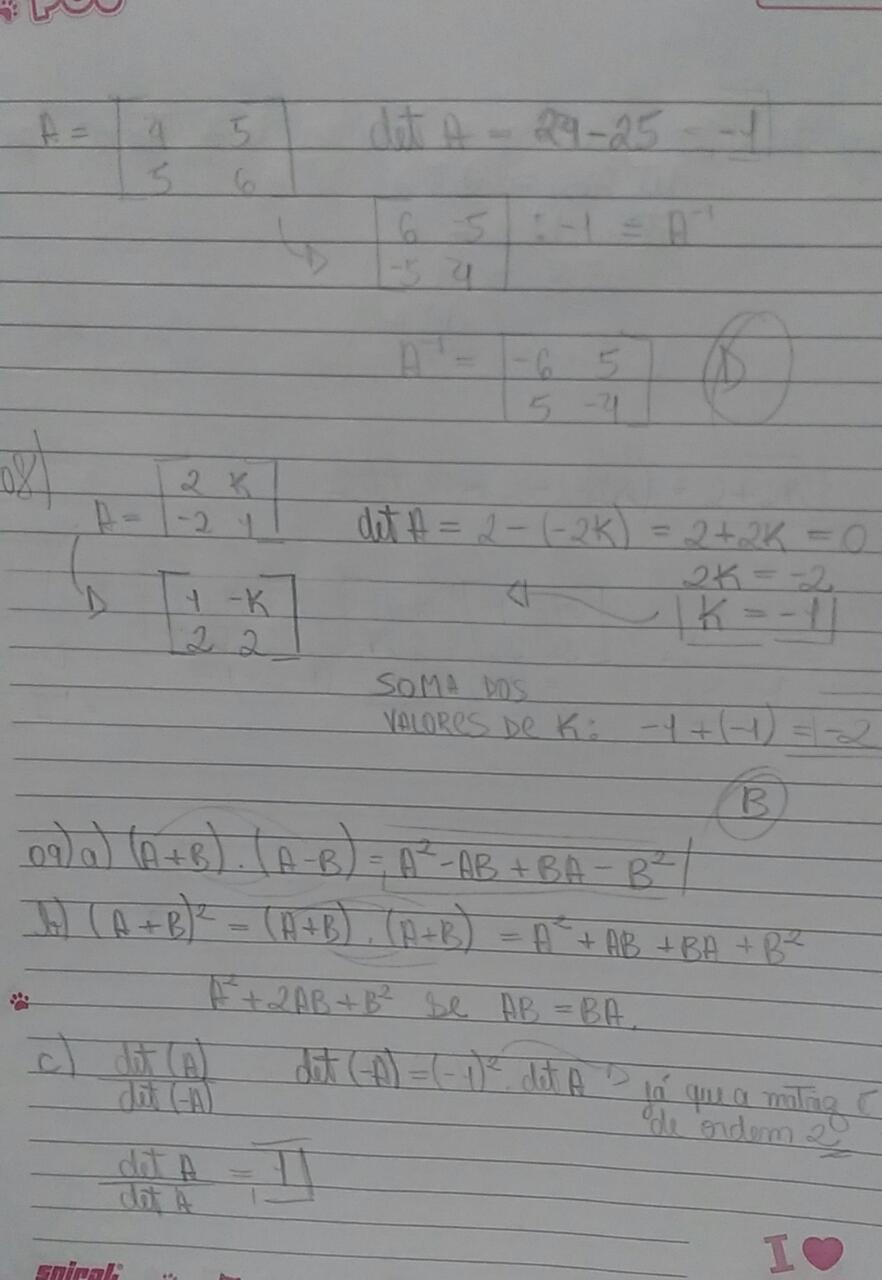 A = | 4 5 | det A = 24-25 = -1
| 5 6 |
| 6 -5 | : -1 = A⁻¹
| -5 4 |
A⁻¹ = | -6 5 | D
| 5 -4 |
08)
A = | 2 K |
| -2 1 | det A = 2 - (-2K) = 2 + 2K = 0
2K = -2
| 1 -K | K = -1
| 2 2 |
SOMA DOS
VALORES DE K: -1 + (-1) = -2
B
09) a) (A+B) . (A-B) = A² - AB + BA - B²
b) (A+B)² = (A+B) . (A+B) = A² + AB + BA + B²
A² + 2AB + B² se AB = BA.
c) det (A) / det (-A) det (-A) = (-1)² . det A já que a matriz é
de ordem 2
det A / det A = 1
I ♥
spiral